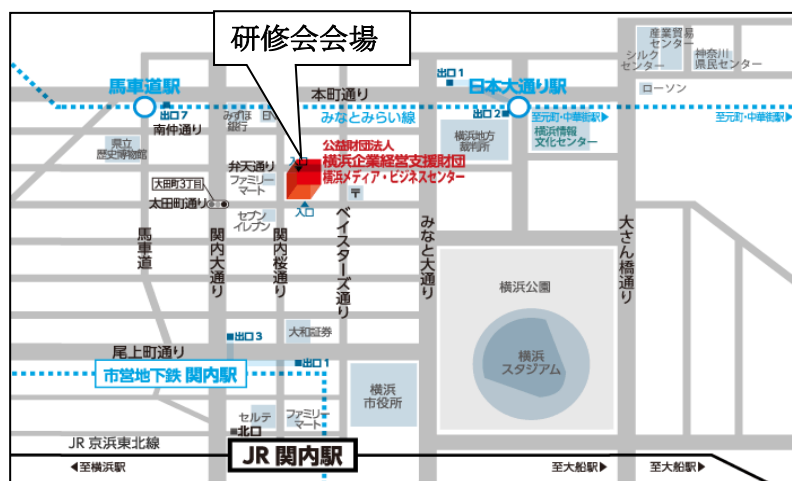 研修会会場
産業貿易
センター
シルク
センター
神奈川
県民センター
出口1
馬車道駅
日本大通り駅
ローソン
本町通り
出口7
みずほ
銀行
みなとみらい線
出口2
至元町・中華街駅▶
至元町・中華街駅▶
南仲通り
横浜地方
裁判所
横浜情報
文化センター
県立
歴史博物館
公益財団法人
弁天通り
入口
横浜企業経営支援財団
横浜メディア・ビジネスセンター
ファミリー
マート
大田町3丁目
〒
太田町通り
入口
セブン
イレブン
馬車道
関内大通り
関内桜通り
ベイスターズ通り
みなと大通り
大さん橋通り
横浜公園
出口3
大和証券
尾上町通り
出口1
横浜
スタジアム
市営地下鉄 関内駅
横浜
市役所
セルテ
ファミリー
マート
北口
JR 京浜東北線
JR 関内駅
◀至横浜駅
至大船駅▶
至大船駅▶